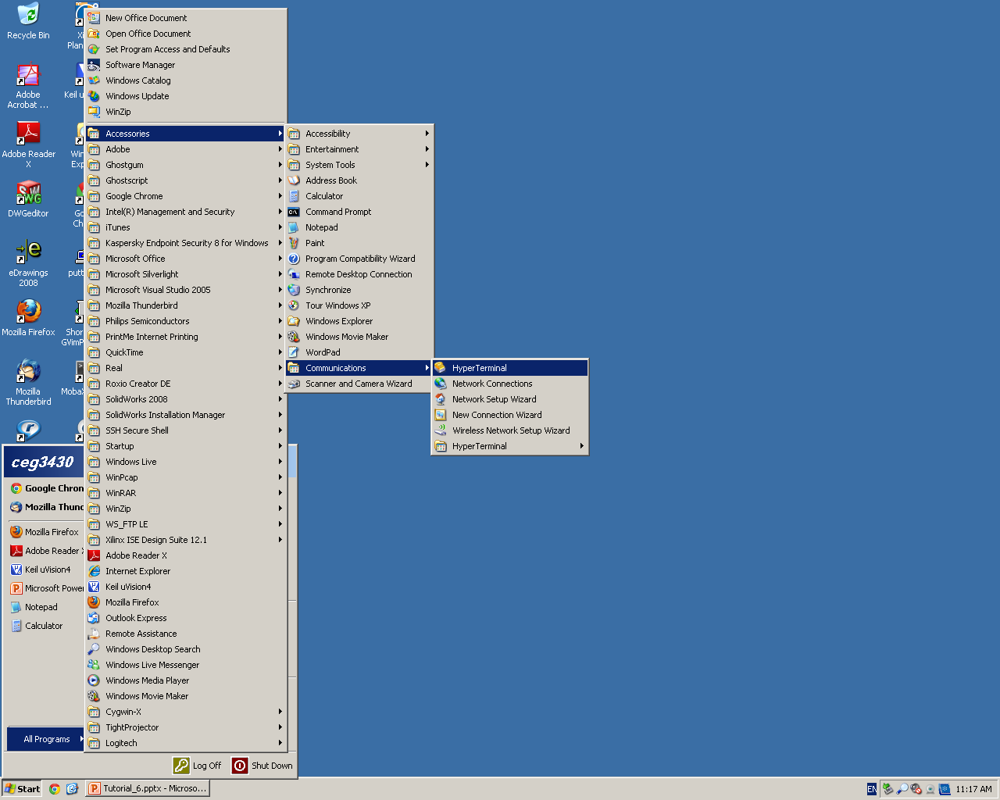 Recycle Bin
Xi
Plan
Adobe
Acrobat ...
Keil u
Adobe Reader
X
Win
Exp
DWGeditor
Go
Ch
eDrawings
2008
putt
Mozilla Firefox
Shor
GVimP
Mozilla
Thunderbird
MobaX
New Office Document
Open Office Document
Set Program Access and Defaults
Software Manager
Windows Catalog
Windows Update
WinZip
Accessories
Adobe
Ghostgum
Ghostscript
Google Chrome
Intel(R) Management and Security
iTunes
Kaspersky Endpoint Security 8 for Windows
Microsoft Office
Microsoft Silverlight
Microsoft Visual Studio 2005
Mozilla Thunderbird
Philips Semiconductors
PrintMe Internet Printing
QuickTime
Real
Roxio Creator DE
SolidWorks 2008
SolidWorks Installation Manager
SSH Secure Shell
Startup
Windows Live
WinPcap
WinRAR
WinZip
WS_FTP LE
Xilinx ISE Design Suite 12.1
Adobe Reader X
Internet Explorer
Keil uVision4
Mozilla Firefox
Outlook Express
Remote Assistance
Windows Desktop Search
Windows Live Messenger
Windows Media Player
Windows Movie Maker
Cygwin-X
TightProjector
Logitech
Accessibility
Entertainment
System Tools
Address Book
Calculator
Command Prompt
Notepad
Paint
Program Compatibility Wizard
Remote Desktop Connection
Synchronize
Tour Windows XP
Windows Explorer
Windows Movie Maker
WordPad
Communications
Scanner and Camera Wizard
HyperTerminal
Network Connections
Network Setup Wizard
New Connection Wizard
Wireless Network Setup Wizard
HyperTerminal
ceg3430
Google Chron
Mozilla Thund
Mozilla Firefox
Adobe Reader X
Keil uVision4
Microsoft Power
Notepad
Calculator
All Programs
Log Off
Shut Down
Start
Tutorial_6.pptx - Microso...
EN
11:17 AM